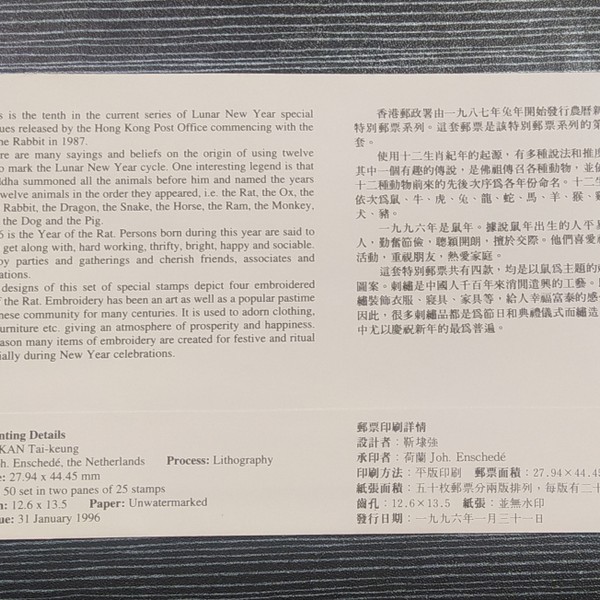 s is the tenth in the current series of Lunar New Year special
ues released by the Hong Kong Post Office commencing with the
he Rabbit in 1987.
re are many sayings and beliefs on the origin of using twelve
o mark the Lunar New Year cycle. One interesting legend is that
ddha summoned all the animals before him and named the years
twelve animals in the order they appeared, i.e. the Rat, the Ox, the
Rabbit, the Dragon, the Snake, the Horse, the Ram, the Monkey,
the Dog and the Pig.
6 is the Year of the Rat. Persons born during this year are said to
get along with, hard working, thrifty, bright, happy and sociable.
oy parties and gatherings and cherish friends, associates and
ations.
designs of this set of special stamps depict four embroidered
of the Rat. Embroidery has been an art as well as a popular pastime
nese community for many centuries. It is used to adorn clothing,
urniture etc. giving an atmosphere of prosperity and happiness.
eason many items of embroidery are created for festive and ritual
ially during New Year celebrations.
nting Details
KAN Tai-keung
oh. Enschedé, the Netherlands Process: Lithography
e: 27.94 x 44.45 mm
50 set in two panes of 25 stamps
n: 12.6 x 13.5 Paper: Unwatermarked
ue: 31 January 1996
香港郵政署由一九八七年兔年開始發行農曆新
特別郵票系列。這套郵票是該特別郵票系列的第
套。
使用十二生肖紀年的起源，有多種說法和推
其中一個有趣的傳說，是佛祖傳召各種動物，並
十二種動物前來的先後次序爲各年份命名。十二
依次爲鼠、牛、虎、兔、龍、蛇、馬、羊、猴、
犬、豬。
一九九六年是鼠年。據說鼠年出生的人平易
人，勤奮節儉，聰穎開朗，擅於交際。他們喜愛
活動，重視朋友，熱愛家庭。
這套特別郵票共有四款，均是以鼠爲主題的
圖案。刺繡是中國人千百年來消閒遣興的工藝。以
繡裝飾衣服、寢具、家具等，給人幸福富泰的感
因此，很多刺繡品都是爲節日和典禮儀式而繡造
中尤以慶祝新年的最爲普遍。
郵票印刷詳情
設計者：靳埭強
承印者：荷蘭 Joh. Enschedé
印刷方法：平版印刷 郵票面積：27.94×44.45
紙張面積：五十枚郵票分兩版排列，每版有二十
齒孔：12.6×13.5 紙張：並無水印
發行日期：一九九六年一月三十一日